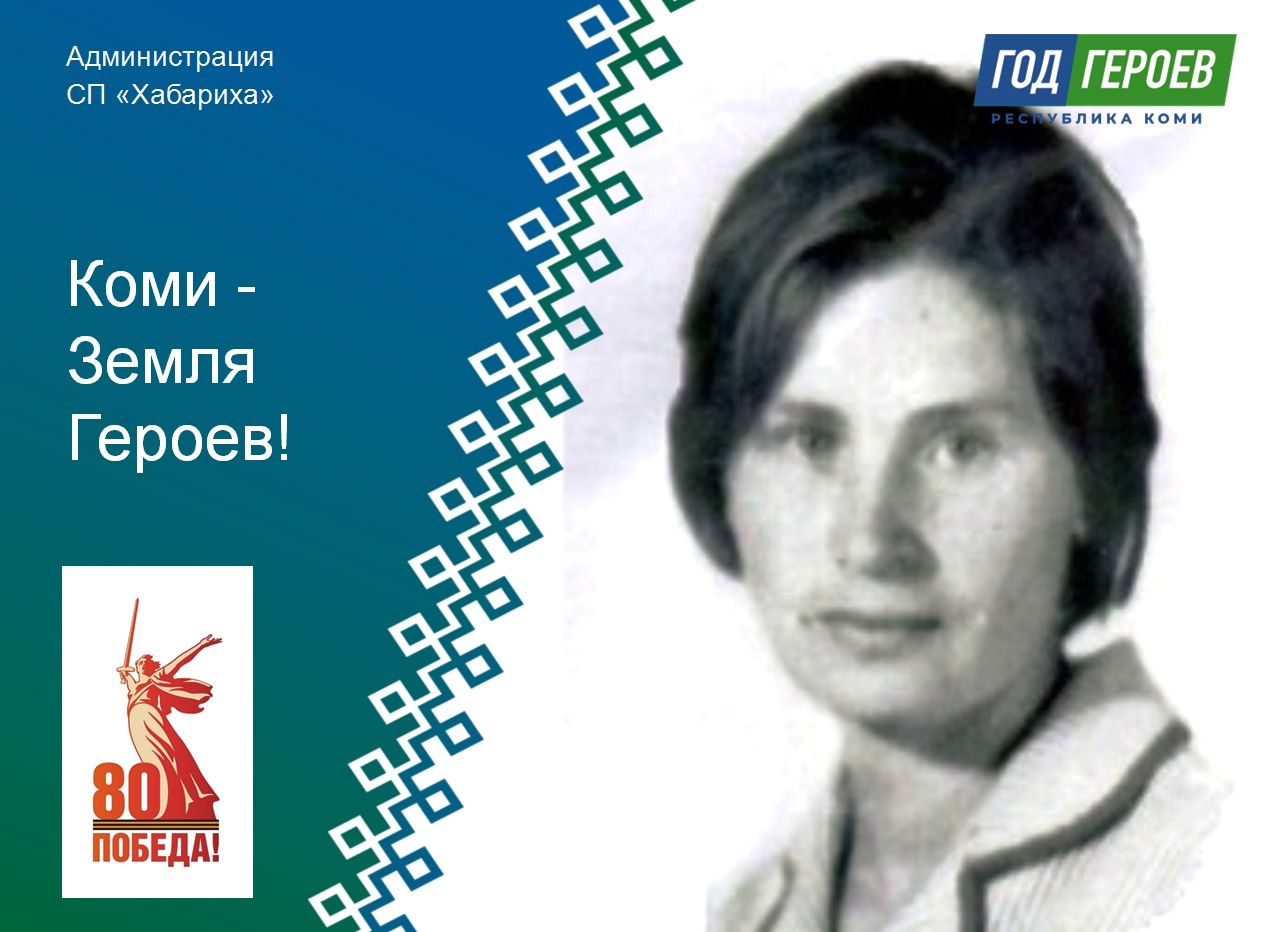 Администрация
СП «Хабариха»
ГОД ГЕРОЕВ
РЕСПУБЛИКА КОМИ
Коми -
Земля
Героев!
80
ПОБЕДА!